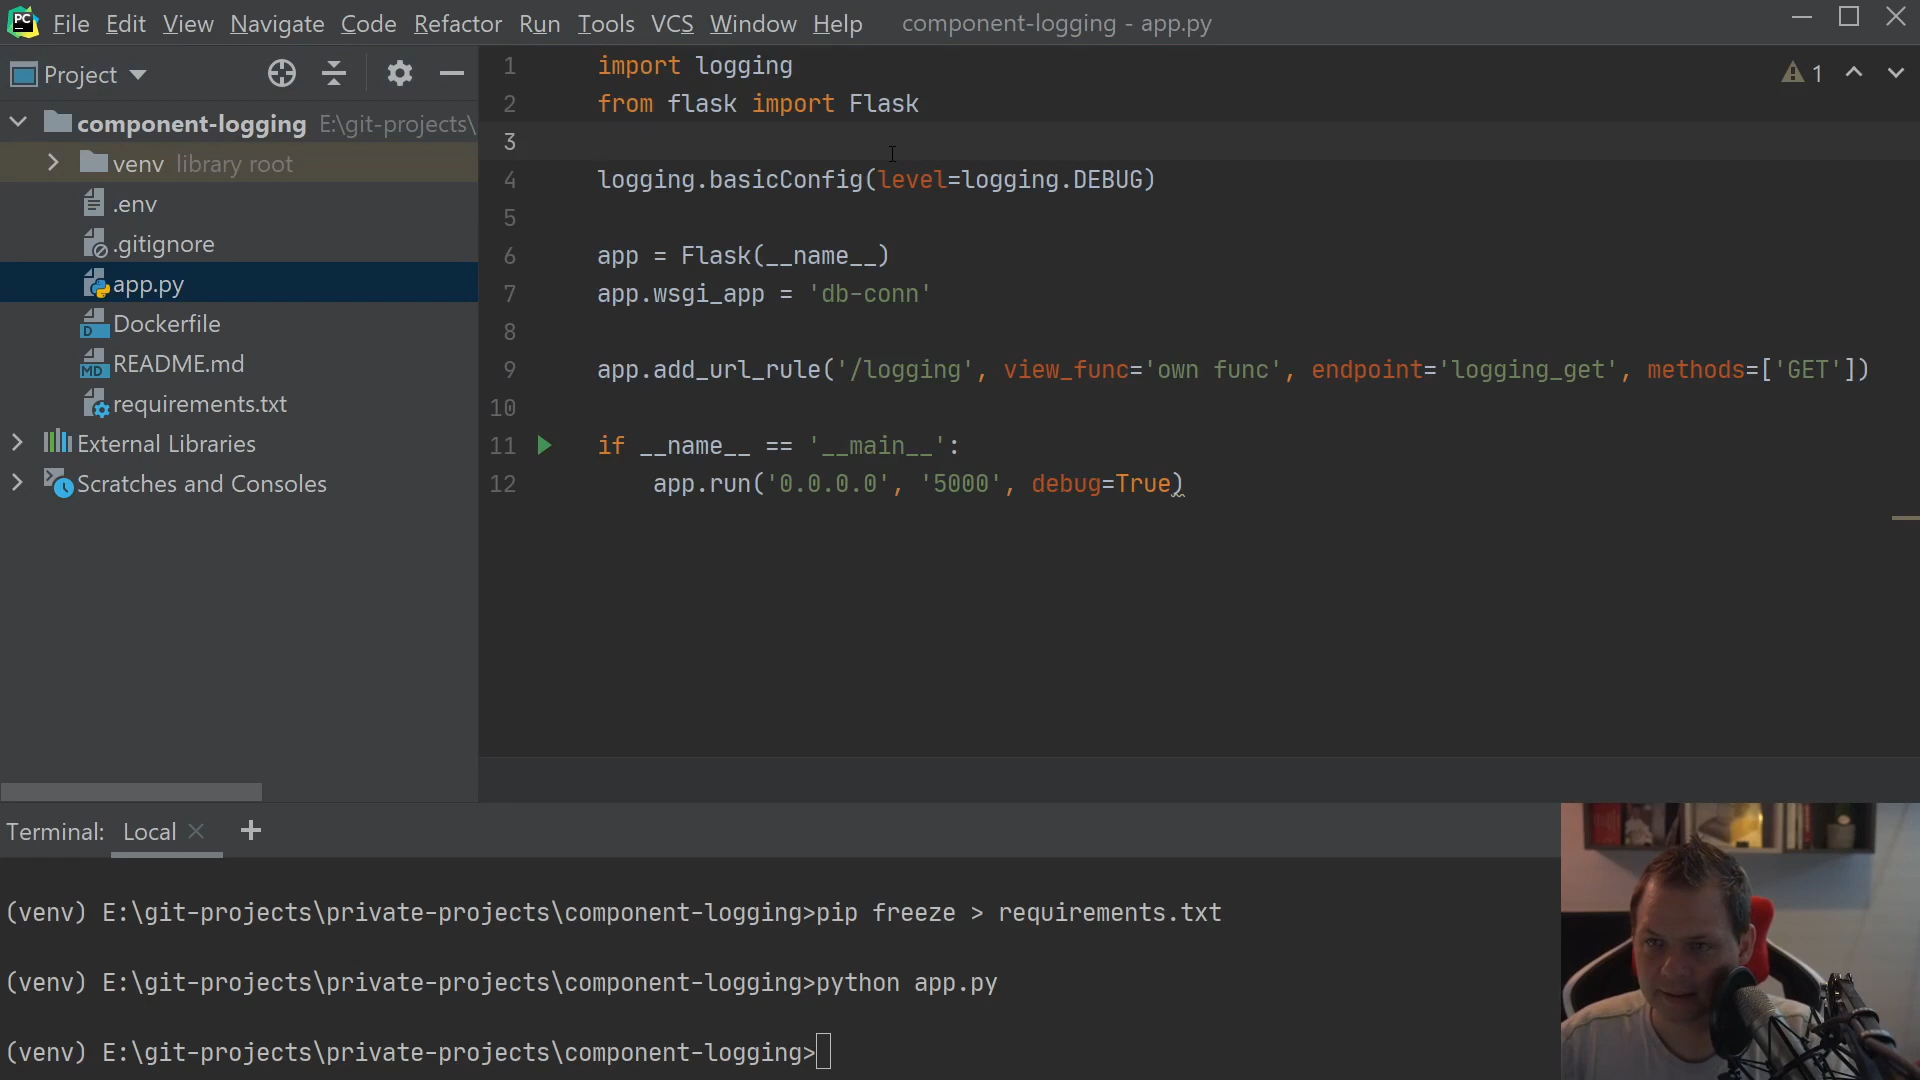 PC File Edit View Navigate Code Refactor Run Tools VCS Window Help component-logging - app.py
Project
component-logging E:\git-projects\
venv library root
.env
.gitignore
app.py
Dockerfile
README.md
requirements.txt
External Libraries
Scratches and Consoles
1 import logging
2 from flask import Flask
3
4 logging.basicConfig(level=logging.DEBUG)
5
6 app = Flask(__name__)
7 app.wsgi_app = 'db-conn'
8
9 app.add_url_rule('/logging', view_func='own func', endpoint='logging_get', methods=['GET'])
10
11 if __name__ == '__main__':
12 app.run('0.0.0.0', '5000', debug=True)
1
Terminal: Local
(venv) E:\git-projects\private-projects\component-logging>pip freeze > requirements.txt
(venv) E:\git-projects\private-projects\component-logging>python app.py
(venv) E:\git-projects\private-projects\component-logging>